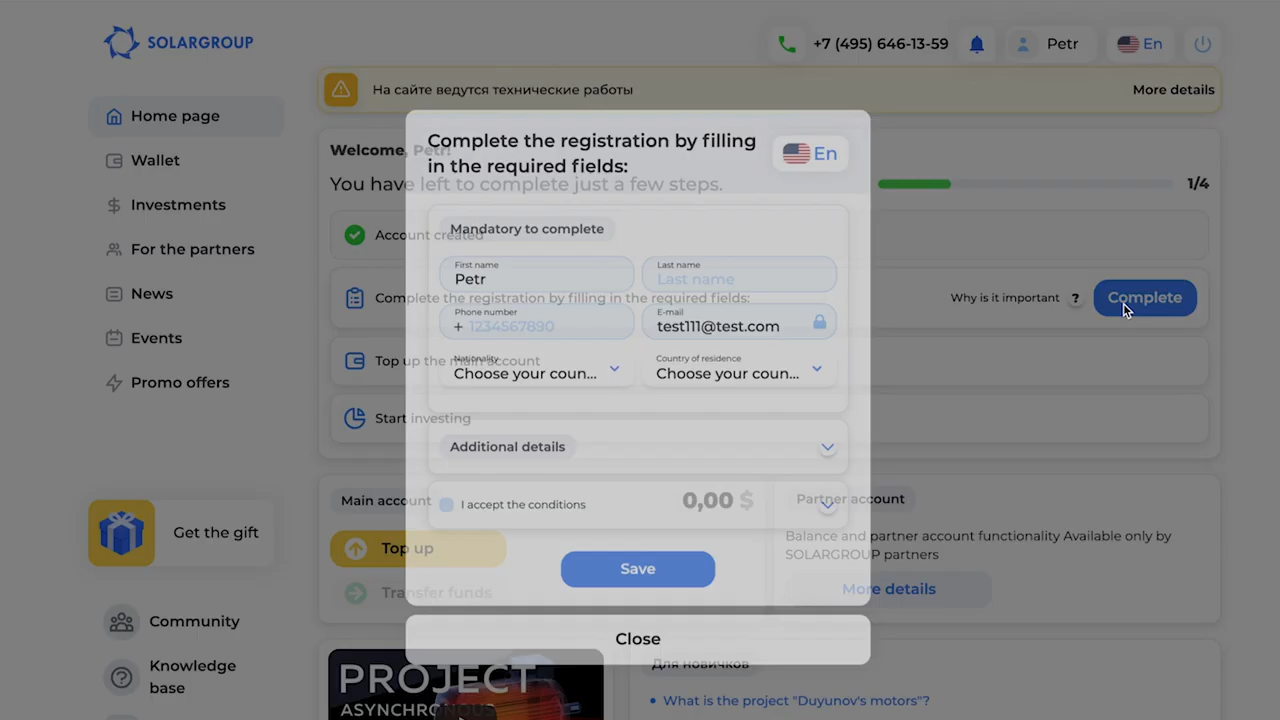 SOLARGROUP
+7 (495) 646-13-59
Petr
En
Home page
Wallet
Investments
For the partners
News
Events
Promo offers
Get the gift
Community
Knowledge
base
На сайте ведутся технические работы
More details
Welcome, Petr!
You have left to complete just a few steps.
1/4
Account created
Complete the registration by filling in the required fields:
Why is it important
?
Complete
Top up the main account
Start investing
Main account
0,00 $
Top up
Transfer funds
Partner account
Balance and partner account functionality Available only by
SOLARGROUP partners
More details
PROJECT
ASYNCHRONOUS
Для новичков
What is the project "Duyunov's motors"?
Complete the registration by filling
in the required fields:
En
Mandatory to complete
First name
Petr
Last name
Last name
Phone number
+ 1234567890
E-mail
test111@test.com
Nationality
Choose your coun...
Country of residence
Choose your coun...
Additional details
I accept the conditions
Save
Close